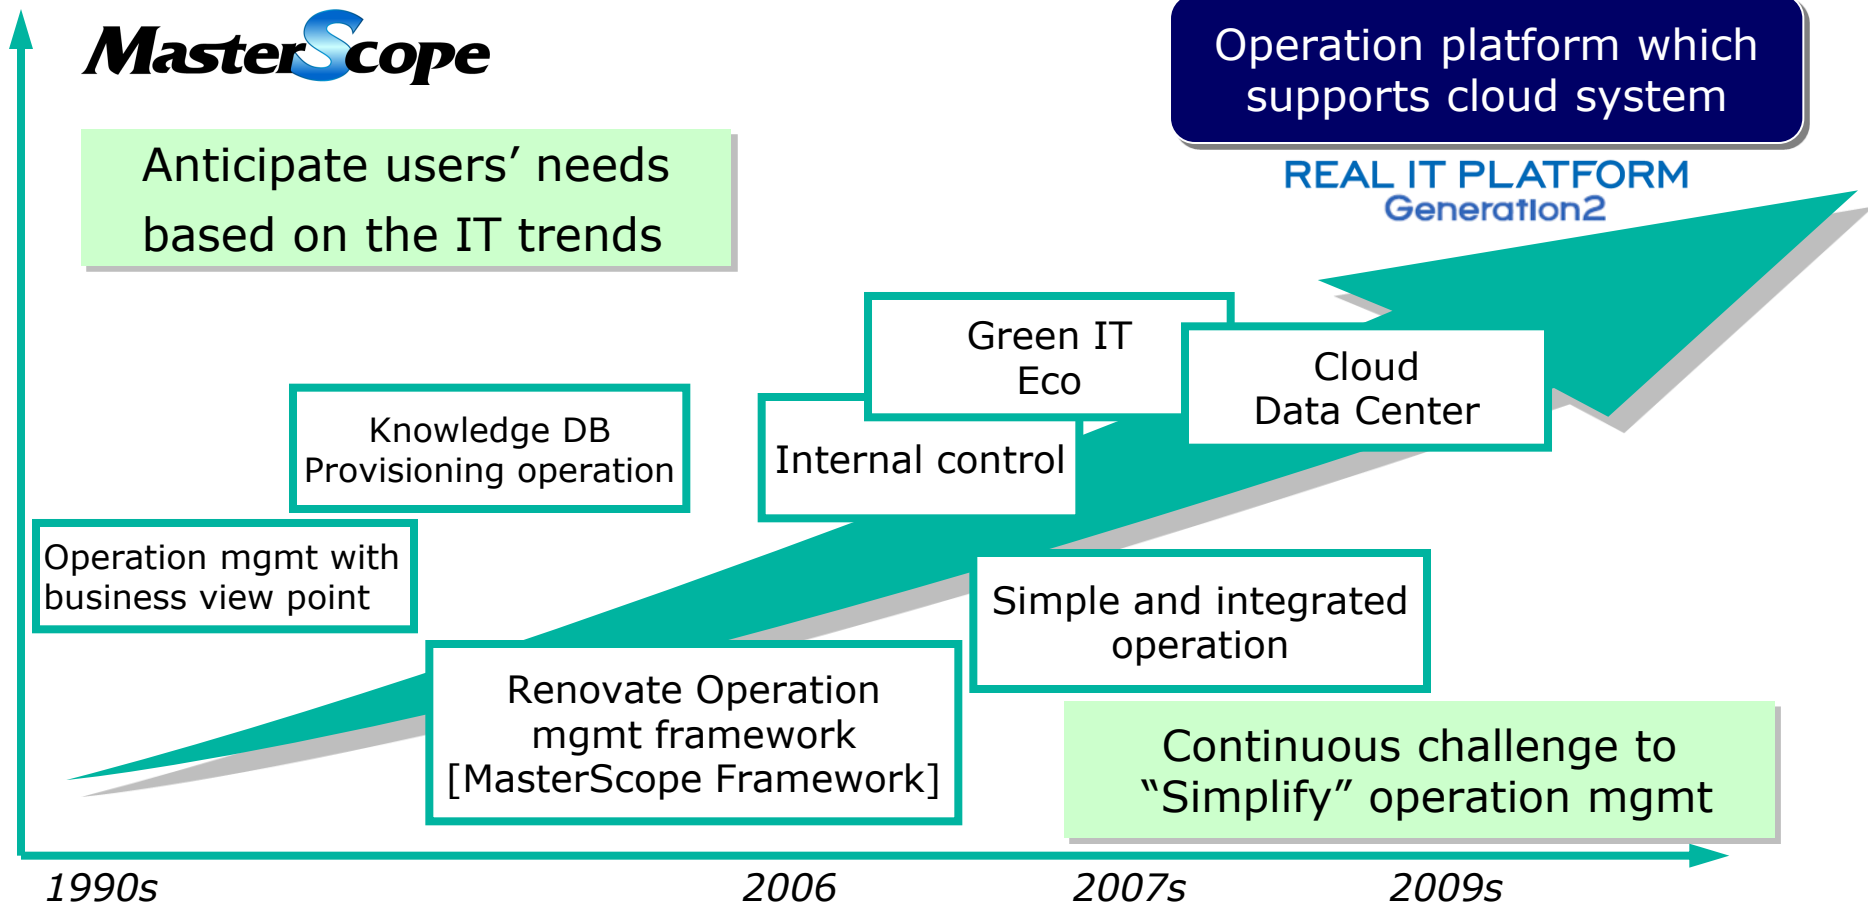 MasterScope
Operation platform which
supports cloud system
Anticipate users’ needs
based on the IT trends
REAL IT PLATFORM
Generation2
Green IT
Eco
Cloud
Data Center
Knowledge DB
Provisioning operation
Internal control
Operation mgmt with
business view point
Simple and integrated
operation
Renovate Operation
mgmt framework
[MasterScope Framework]
Continuous challenge to
“Simplify” operation mgmt
1990s
2006
2007s
2009s